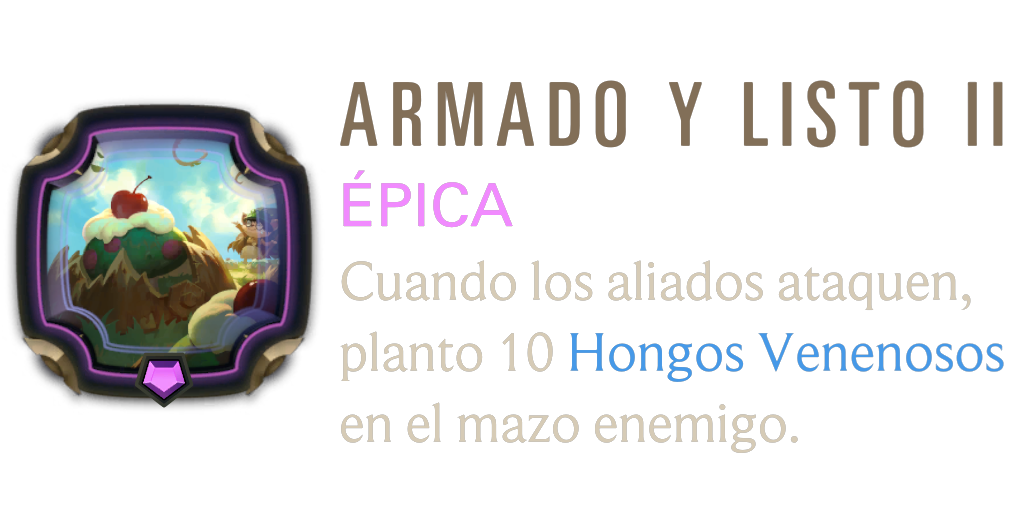 ARMADO Y LISTO II
ÉPICA
Cuando los aliados ataquen,
planto 10 Hongos Venenosos
en el mazo enemigo.